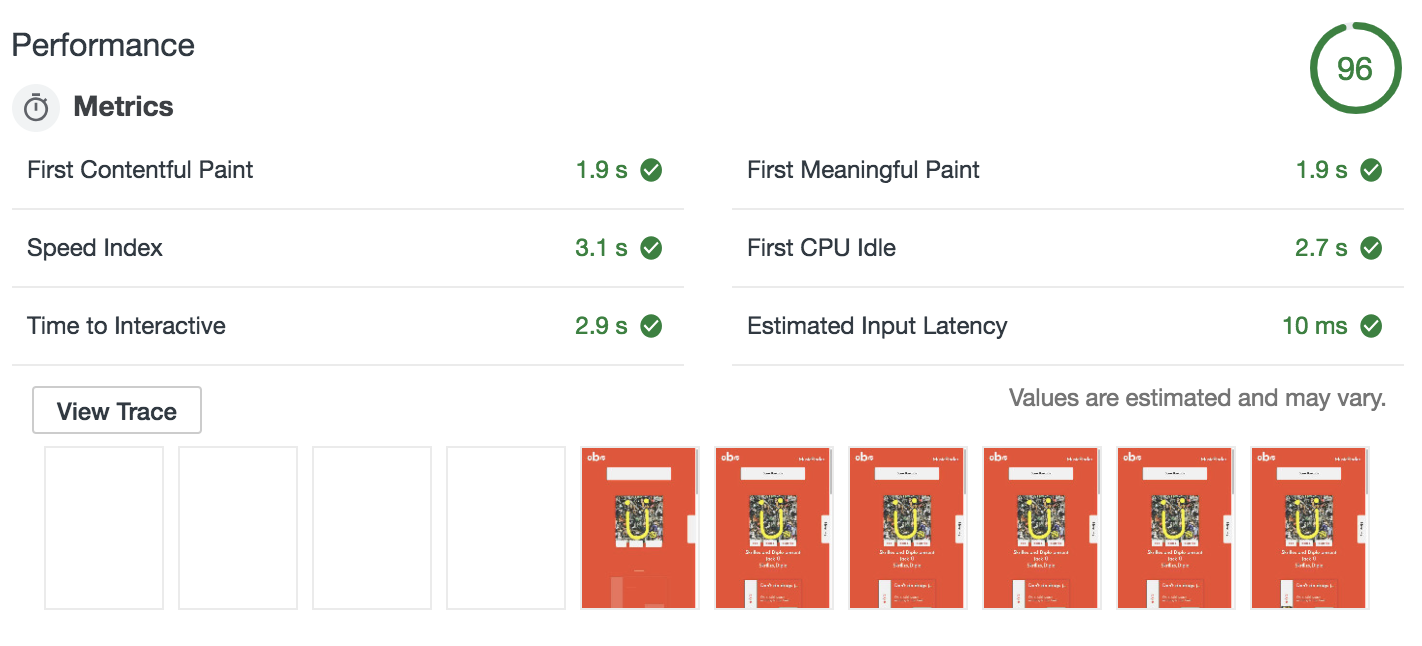 Performance
96
Metrics
First Contentful Paint 1.9 s
First Meaningful Paint 1.9 s
Speed Index 3.1 s
First CPU Idle 2.7 s
Time to Interactive 2.9 s
Estimated Input Latency 10 ms
View Trace
Values are estimated and may vary.